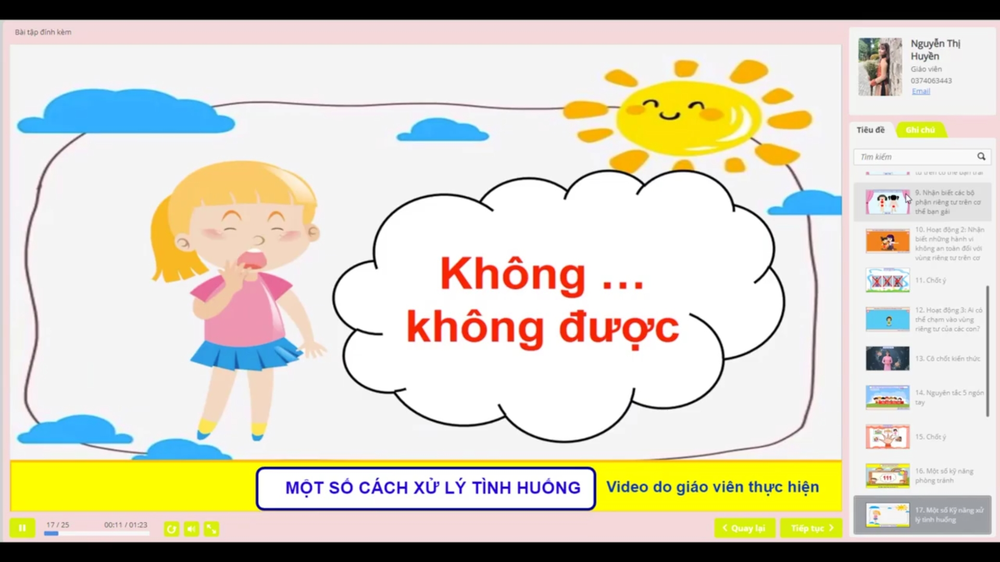 Bài tập đính kèm
Không ...
không được
MỘT SỐ CÁCH XỬ LÝ TÌNH HUỐNG
Video do giáo viên thực hiện
17 / 25
00:11 / 01:23
Quay lại
Tiếp tục
Nguyễn Thị
Huyền
Giáo viên
0374063443
Email
Tiêu đề
Ghi chú
Tìm kiếm
9. Nhận biết các bộ
phận riêng tư trên cơ
thể bạn gái
10. Hoạt động 2: Nhận
biết những hành vi
không an toàn đối với
vùng riêng tư trên cơ
11. Chốt ý
12. Hoạt động 3: Ai có
thể chạm vào vùng
riêng tư của các con?
13. Cô chốt kiến thức
14. Nguyên tắc 5 ngón
tay
15. Chốt ý
111
16. Một số kỹ năng
phòng tránh
17. Một số Kỹ năng xử
lý tình huống